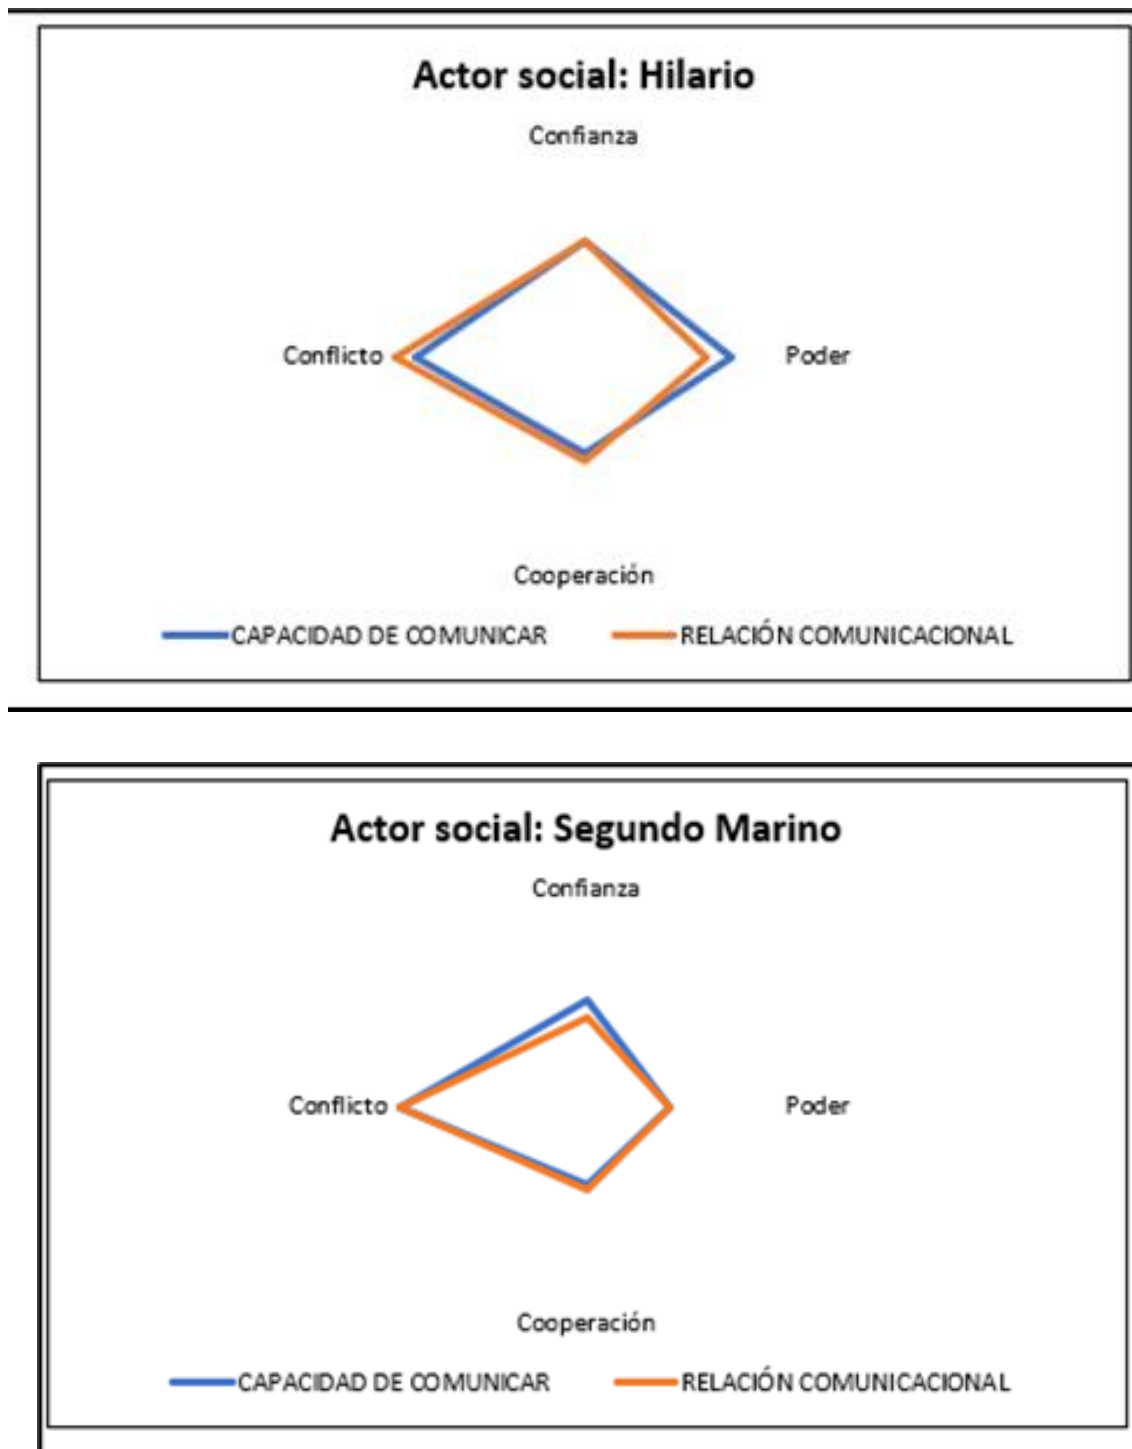 Actor social: Hilario
Confianza
Conflicto
Poder
Cooperación
CAPACIDAD DE COMUNICAR
RELACIÓN COMUNICACIONAL
Actor social: Segundo Marino
Confianza
Conflicto
Poder
Cooperación
CAPACIDAD DE COMUNICAR
RELACIÓN COMUNICACIONAL